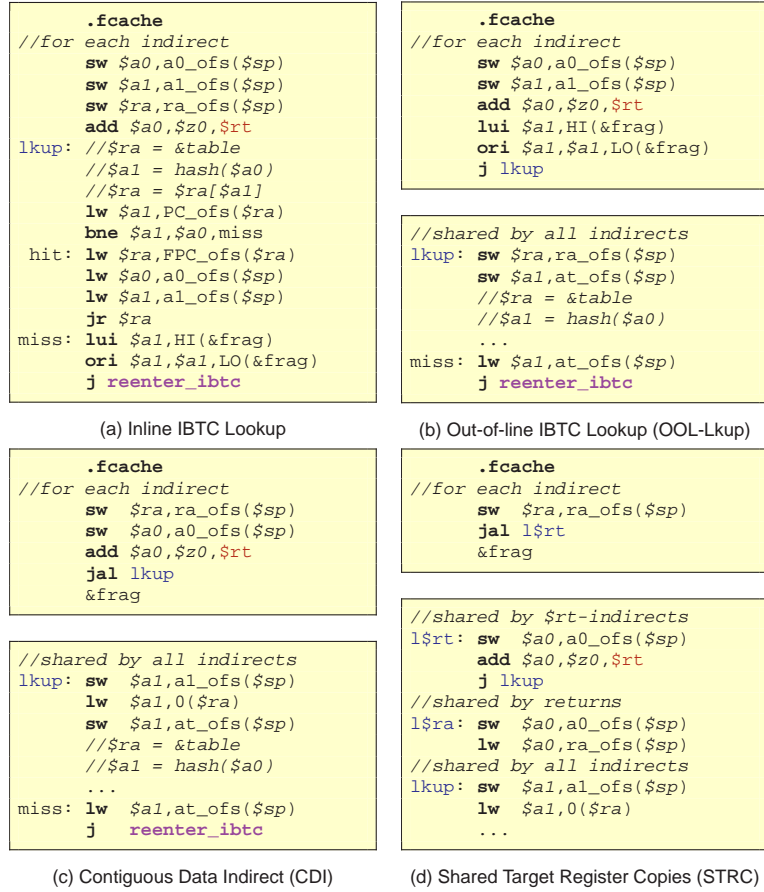 .fcache
//for each indirect
sw $a0,a0_ofs($sp)
sw $a1,a1_ofs($sp)
sw $ra,ra_ofs($sp)
add $a0,$z0,$rt
lkup: //$ra = &table
//$a1 = hash($a0)
//$ra = $ra[$a1]
lw $a1,PC_ofs($ra)
bne $a1,$a0,miss
hit: lw $ra,FPC_ofs($ra)
lw $a0,a0_ofs($sp)
lw $a1,a1_ofs($sp)
jr $ra
miss: lui $a1,HI(&frag)
ori $a1,$a1,LO(&frag)
j reenter_ibtc
(a) Inline IBTC Lookup
.fcache
//for each indirect
sw $a0,a0_ofs($sp)
sw $a1,a1_ofs($sp)
add $a0,$z0,$rt
lui $a1,HI(&frag)
ori $a1,$a1,LO(&frag)
j lkup
//shared by all indirects
lkup: sw $ra,ra_ofs($sp)
sw $a1,at_ofs($sp)
//$ra = &table
//$a1 = hash($a0)
...
miss: lw $a1,at_ofs($sp)
j reenter_ibtc
(b) Out-of-line IBTC Lookup (OOL-Lkup)
.fcache
//for each indirect
sw $ra,ra_ofs($sp)
sw $a0,a0_ofs($sp)
add $a0,$z0,$rt
jal lkup
&frag
//shared by all indirects
lkup: sw $a1,a1_ofs($sp)
lw $a1,0($ra)
sw $a1,at_ofs($sp)
//$ra = &table
//$a1 = hash($a0)
...
miss: lw $a1,at_ofs($sp)
j reenter_ibtc
(c) Contiguous Data Indirect (CDI)
.fcache
//for each indirect
sw $ra,ra_ofs($sp)
jal l$rt
&frag
//shared by $rt-indirects
l$rt: sw $a0,a0_ofs($sp)
add $a0,$z0,$rt
j lkup
//shared by returns
l$ra: sw $a0,a0_ofs($sp)
lw $a0,ra_ofs($sp)
//shared by all indirects
lkup: sw $a1,a1_ofs($sp)
lw $a1,0($ra)
...
(d) Shared Target Register Copies (STRC)